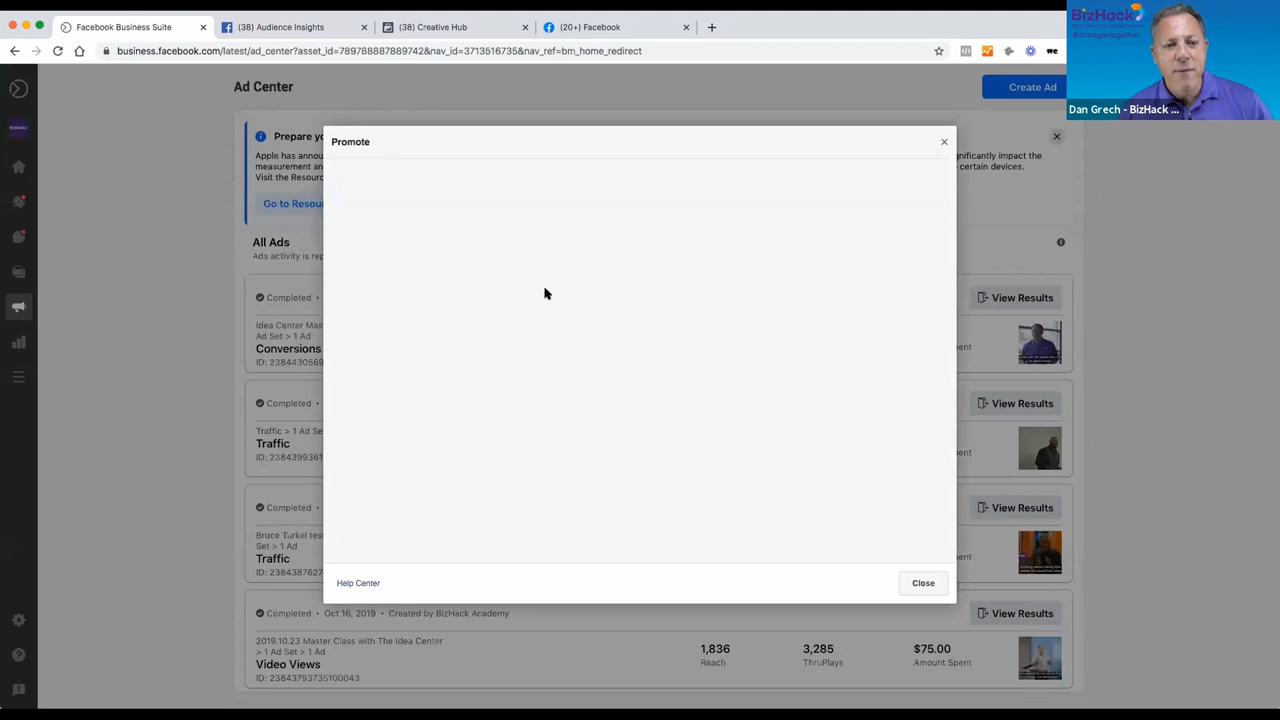 Facebook Business Suite
(38) Audience Insights
(38) Creative Hub
(20+) Facebook
business.facebook.com/latest/ad_center?asset_id=789788887889742&nav_id=3713516735&nav_ref=bm_home_redirect
BizHack
#strongertogether
Dan Grech - BizHack ...
Ad Center
Create Ad
Prepare yo
Apple has annou
gnificantly impact the
measurement an
certain devices.
Visit the Resourc
Go to Resour
Promote
All Ads
Ads activity is rep
Completed •
View Results
Idea Center Mas
Ad Set > 1 Ad
Conversions
ID: 2384430569
ent
Completed •
View Results
Traffic > 1 Ad Se
Traffic
ID: 2384399361
ent
Completed •
View Results
Bruce Turkel test
Set > 1 Ad
Traffic
ID: 2384387627
ent
Help Center
Close
Completed • Oct 16, 2019 • Created by BizHack Academy
View Results
2019.10.23 Master Class with The Idea Center
> 1 Ad Set > 1 Ad
Video Views
ID: 23843793735100043
1,836
Reach
3,285
ThruPlays
$75.00
Amount Spent